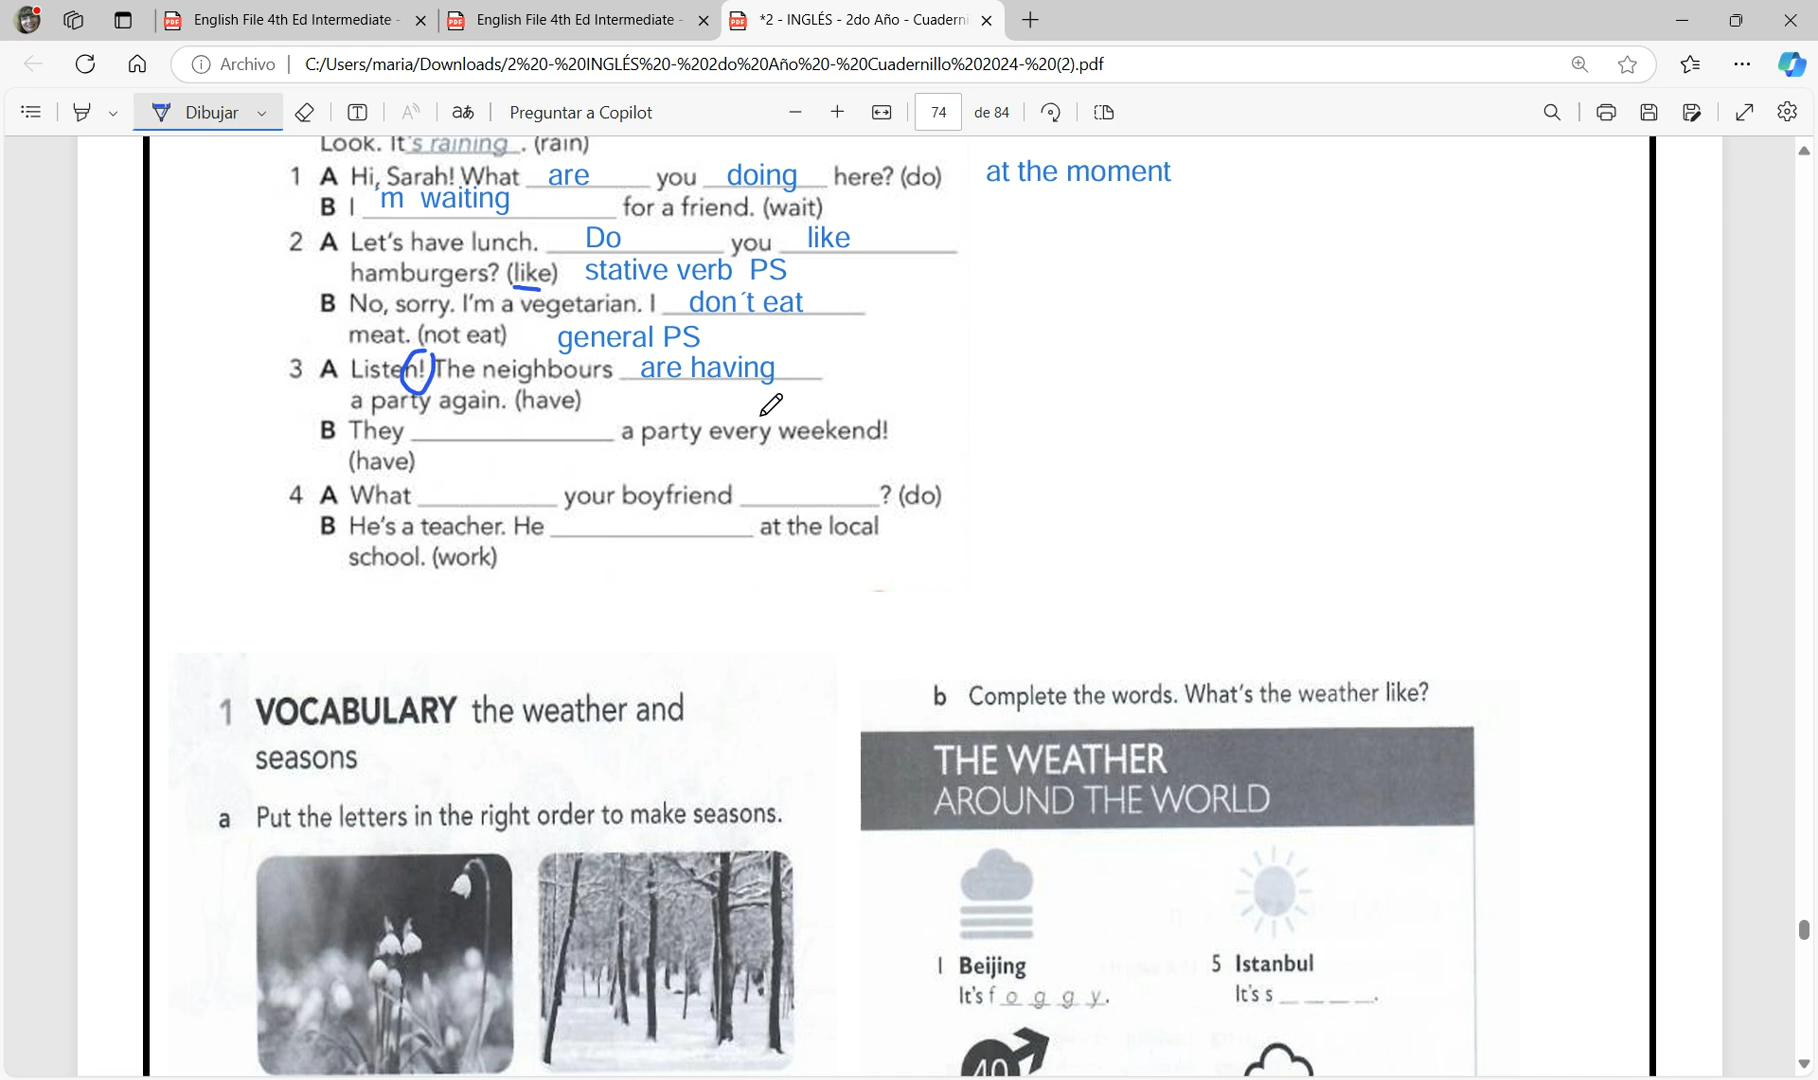 English File 4th Ed Intermediate -
English File 4th Ed Intermediate -
*2 - INGLÉS - 2do Año - Cuaderni
Archivo
C:/Users/maria/Downloads/2%20-%20INGLÉS%20-%202do%20Año%20-%20Cuadernillo%202024-%20(2).pdf
Dibujar
Preguntar a Copilot
74 de 84
Look. It's raining. (rain)
1 A Hi, Sarah! What are you doing here? (do) at the moment
B I 'm waiting for a friend. (wait)
2 A Let's have lunch. Do you like
hamburgers? (like) stative verb PS
B No, sorry. I'm a vegetarian. I don´t eat
meat. (not eat) general PS
3 A Listen! The neighbours are having
a party again. (have)
B They ____ a party every weekend!
(have)
4 A What ____ your boyfriend ____? (do)
B He's a teacher. He ____ at the local
school. (work)
1 VOCABULARY the weather and
seasons
a Put the letters in the right order to make seasons.
b Complete the words. What's the weather like?
THE WEATHER
AROUND THE WORLD
1 Beijing
It's f o g g y.
5 Istanbul
It's s _ _ _ _.
40